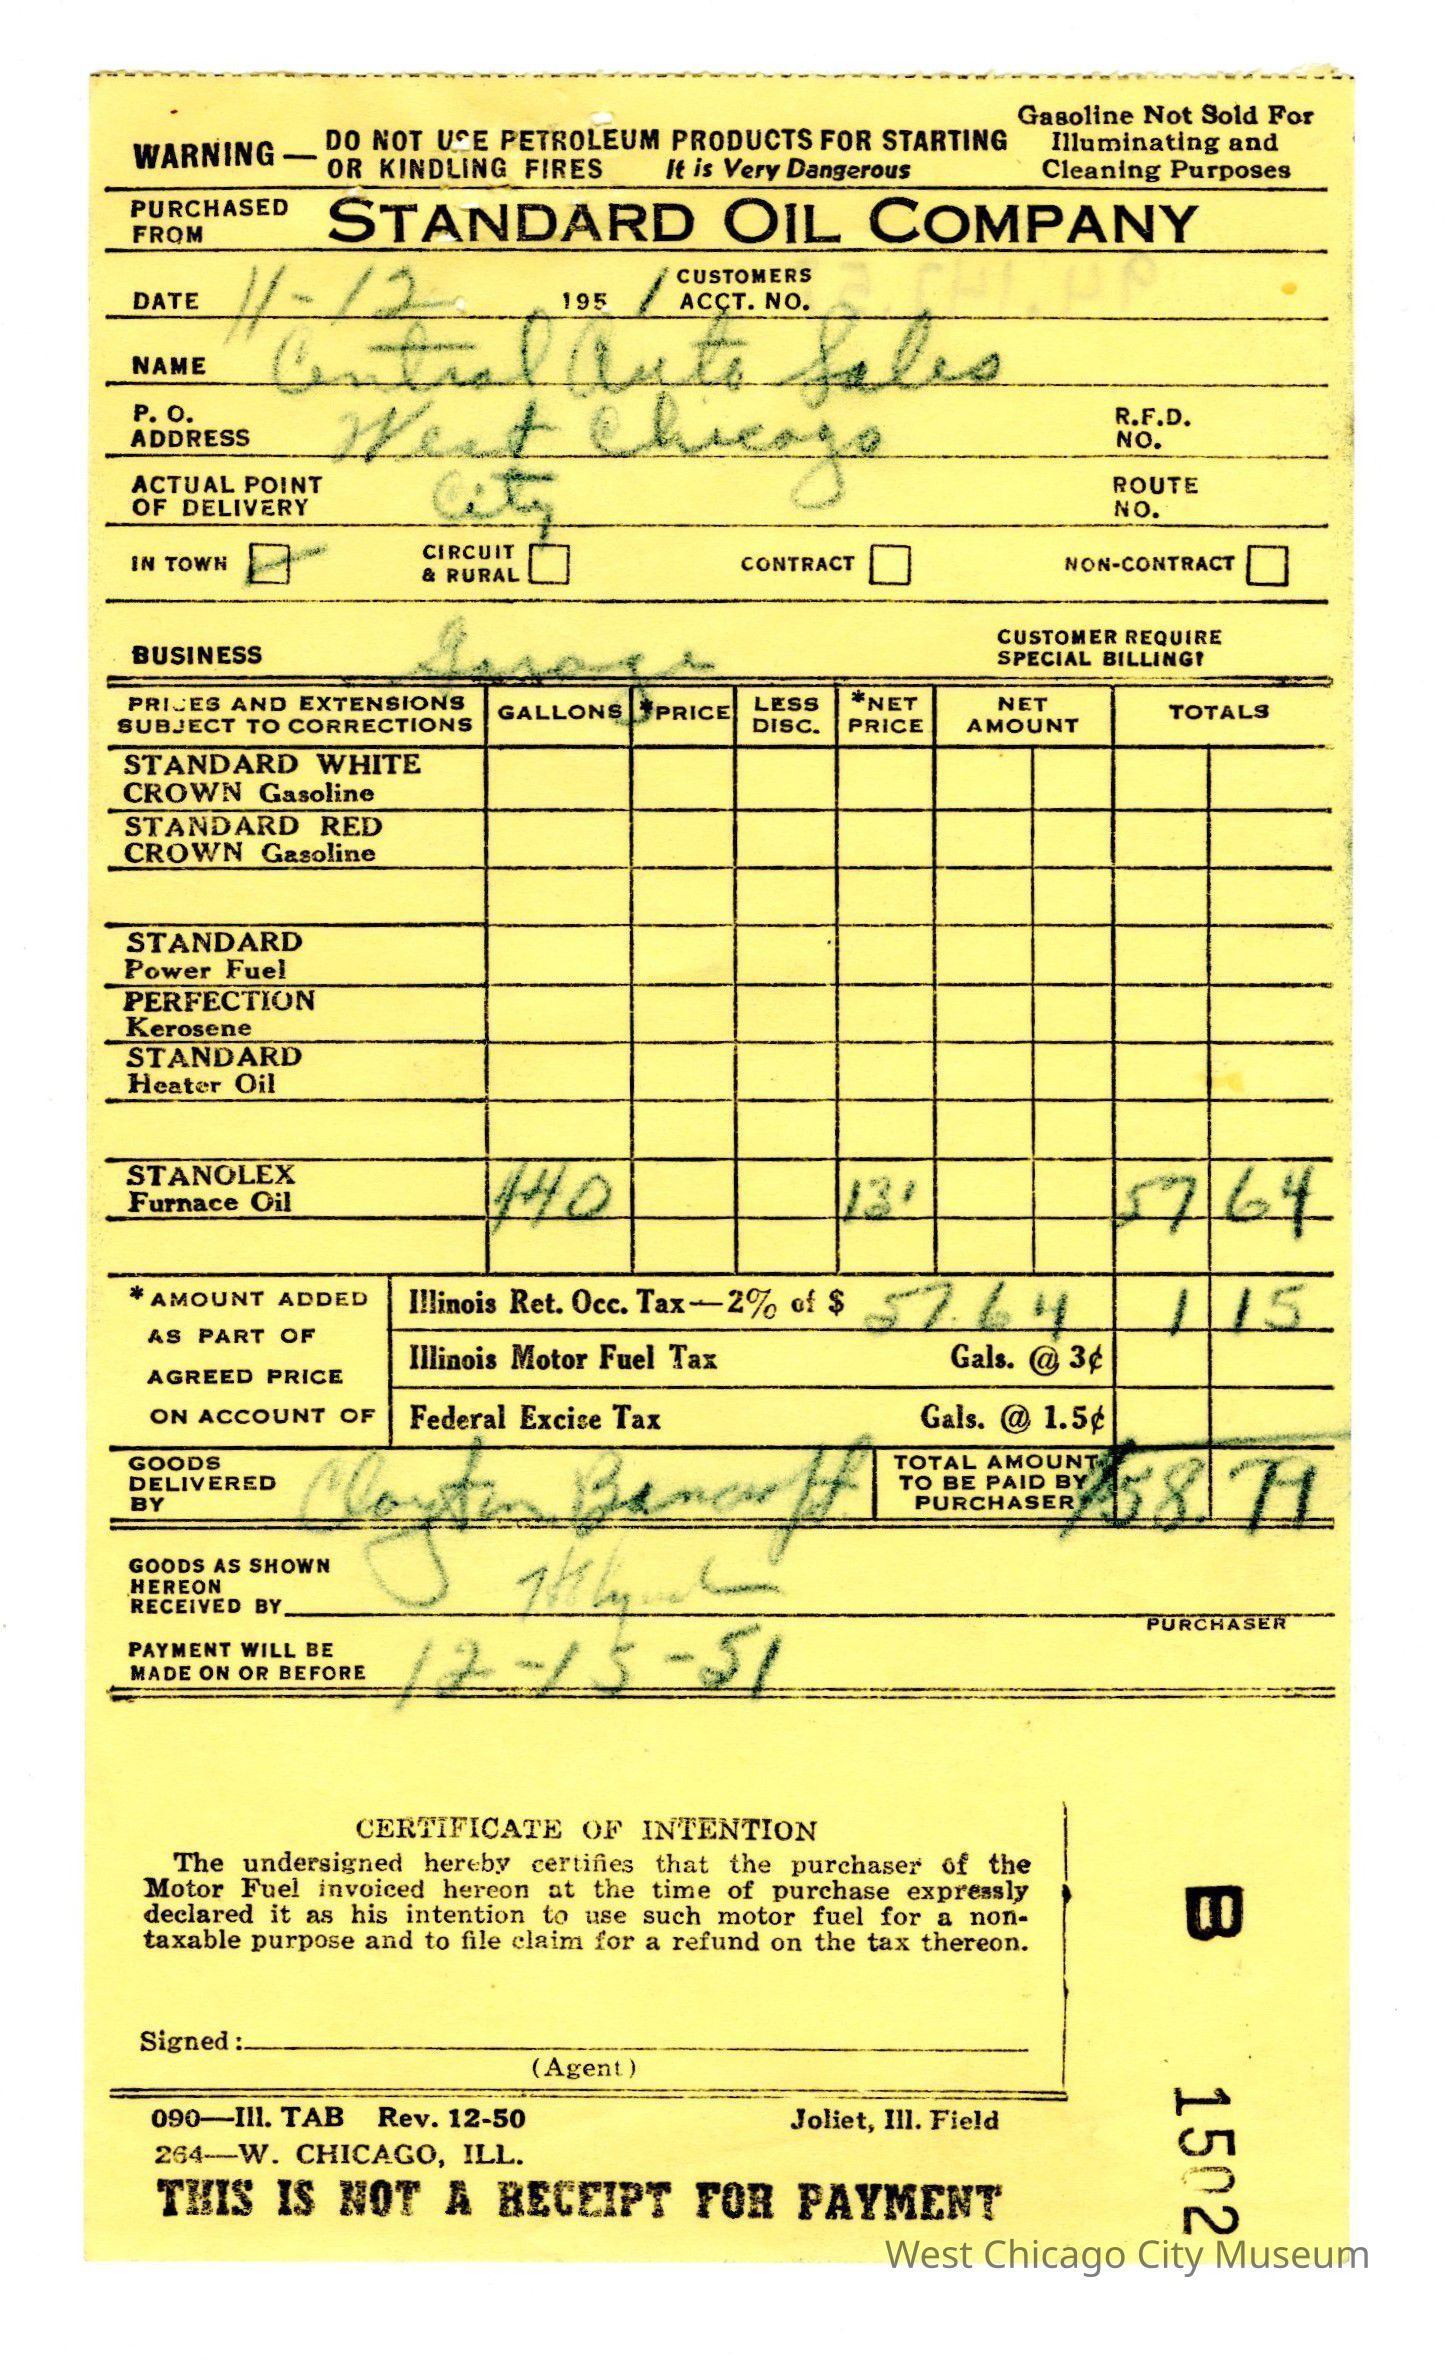 Gasoline Not Sold For
WARNING — DO NOT USE PETROLEUM PRODUCTS FOR STARTING Illuminating and
OR KINDLING FIRES It is Very Dangerous Cleaning Purposes
PURCHASED FROM STANDARD OIL COMPANY
DATE 11-12 195 1 CUSTOMERS ACCT. NO.
NAME Central Auto Sales
P. O. ADDRESS West Chicago R.F.D. NO.
ACTUAL POINT OF DELIVERY City ROUTE NO.
IN TOWN CIRCUIT & RURAL CONTRACT NON-CONTRACT
BUSINESS Garage CUSTOMER REQUIRE SPECIAL BILLING?
PRICES AND EXTENSIONS SUBJECT TO CORRECTIONS GALLONS *PRICE LESS DISC. *NET PRICE NET AMOUNT TOTALS
STANDARD WHITE
CROWN Gasoline
STANDARD RED
CROWN Gasoline
STANDARD
Power Fuel
PERFECTION
Kerosene
STANDARD
Heater Oil
STANOLEX
Furnace Oil 440 13' 57 64
* AMOUNT ADDED AS PART OF AGREED PRICE ON ACCOUNT OF
Illinois Ret. Occ. Tax—2% of $ 57.64 1 15
Illinois Motor Fuel Tax Gals. @ 3¢
Federal Excise Tax Gals. @ 1.5¢
GOODS DELIVERED BY Clayton Bancroft TOTAL AMOUNT TO BE PAID BY PURCHASER 58.79
GOODS AS SHOWN
HEREON
RECEIVED BY
PURCHASER
PAYMENT WILL BE
MADE ON OR BEFORE 12-15-51
CERTIFICATE OF INTENTION
The undersigned hereby certifies that the purchaser of the
Motor Fuel invoiced hereon at the time of purchase expressly
declared it as his intention to use such motor fuel for a non-
taxable purpose and to file claim for a refund on the tax thereon.
Signed:
(Agent)
090—Ill. TAB Rev. 12-50 Joliet, Ill. Field
264—W. CHICAGO, ILL.
THIS IS NOT A RECEIPT FOR PAYMENT
B 1502
West Chicago City Museum